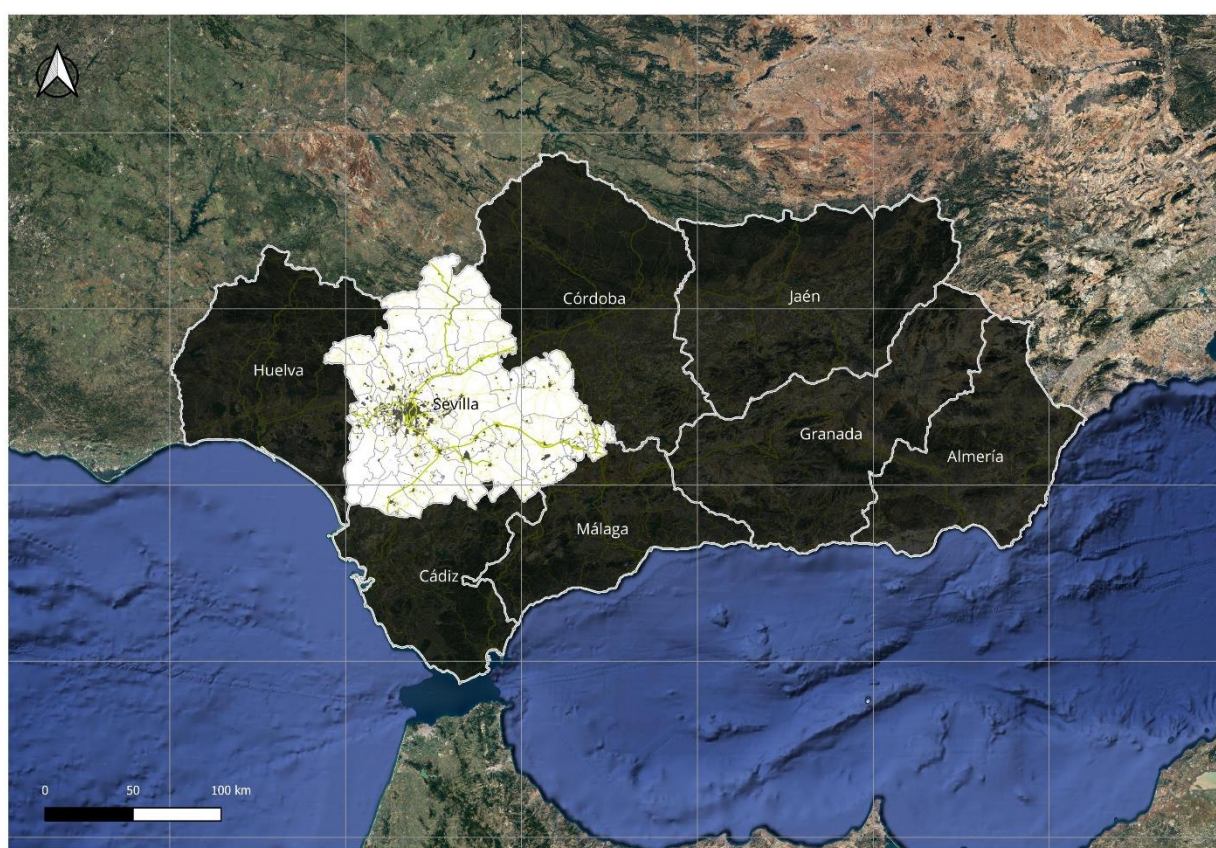 Córdoba
Jaén
Huelva
Sevilla
Granada
Almería
Málaga
Cádiz
0 50 100 km